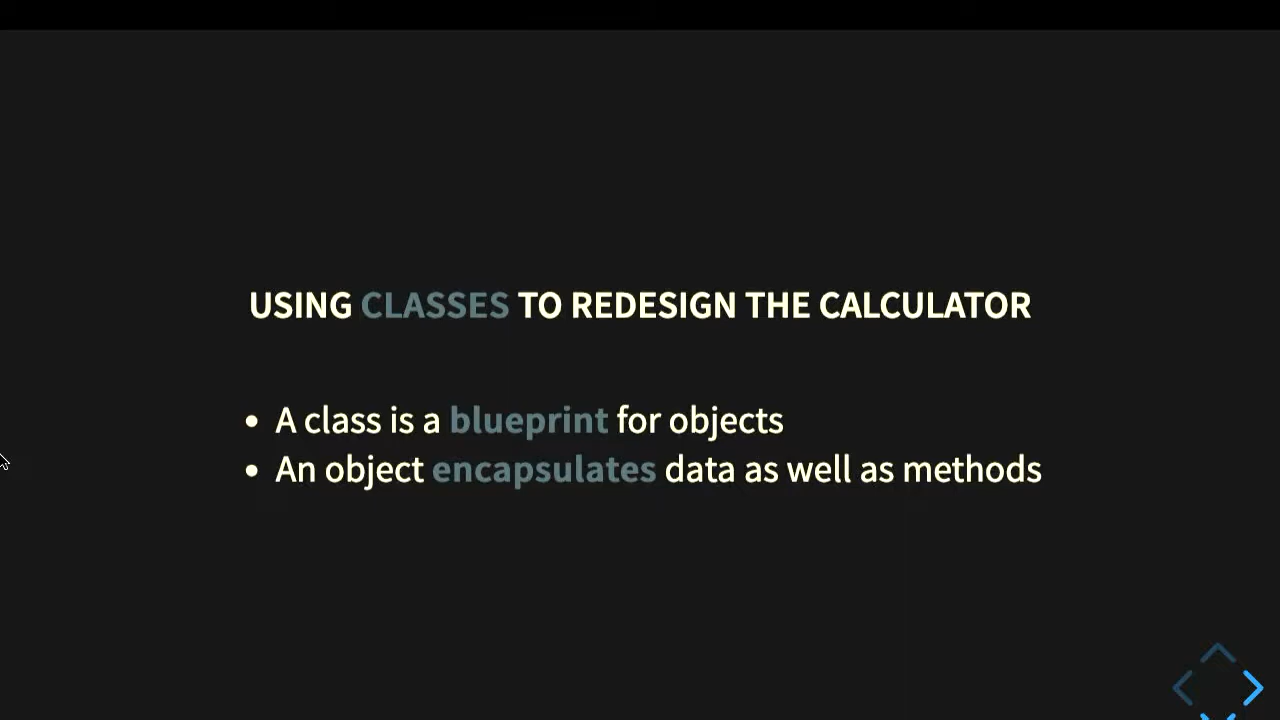 USING CLASSES TO REDESIGN THE CALCULATOR
• A class is a blueprint for objects
• An object encapsulates data as well as methods